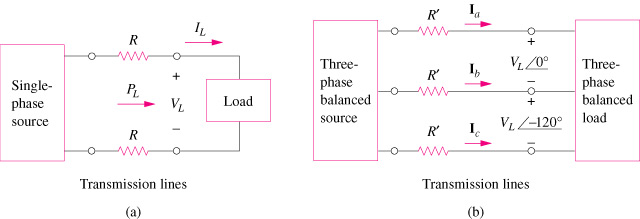 Single-
phase
source
R
I_L
P_L
+
V_L
−
Load
R
Transmission lines
(a)
Three-
phase
balanced
source
R′
I_a
+
V_L∠0°
−
R′
I_b
+
V_L∠−120°
−
R′
I_c
Three-
phase
balanced
load
Transmission lines
(b)